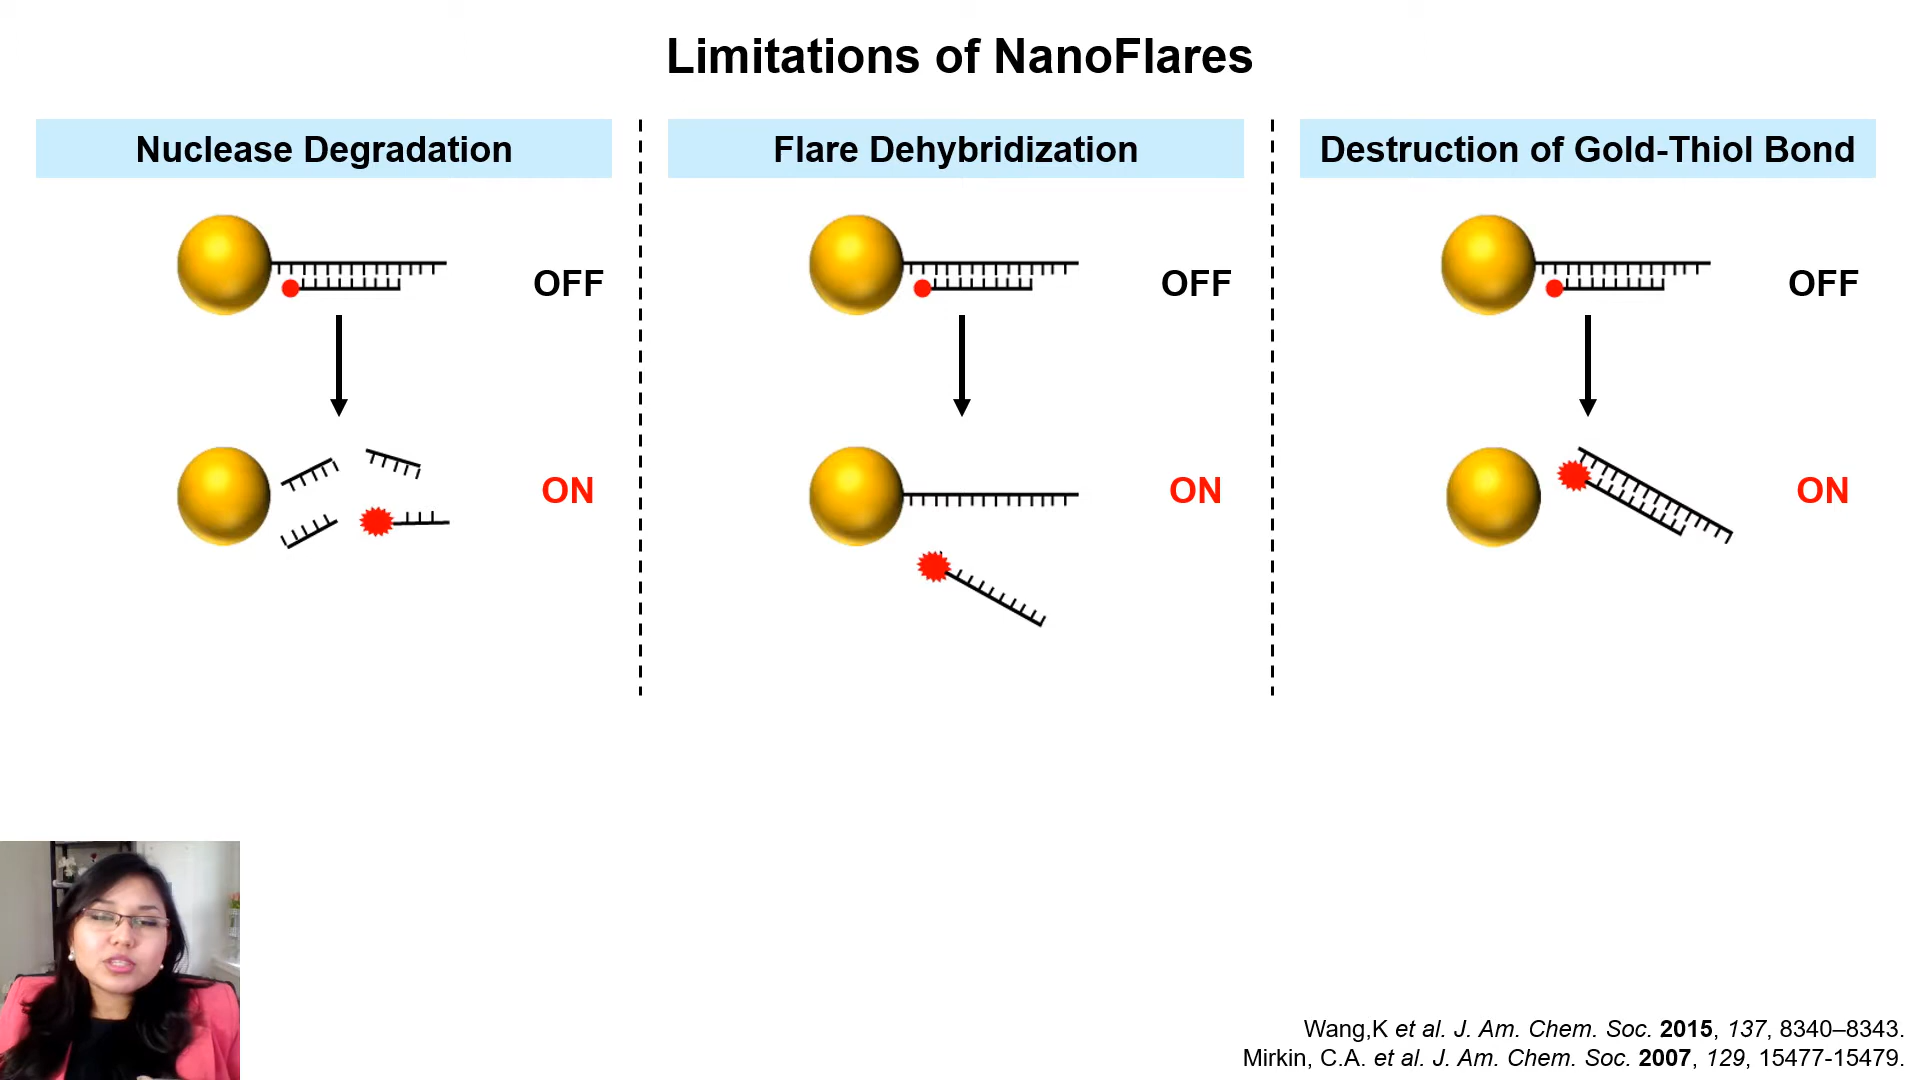 Limitations of NanoFlares
Nuclease Degradation
OFF
ON
Flare Dehybridization
OFF
ON
Destruction of Gold-Thiol Bond
OFF
ON
Wang,K et al. J. Am. Chem. Soc. 2015, 137, 8340–8343.
Mirkin, C.A. et al. J. Am. Chem. Soc. 2007, 129, 15477-15479.